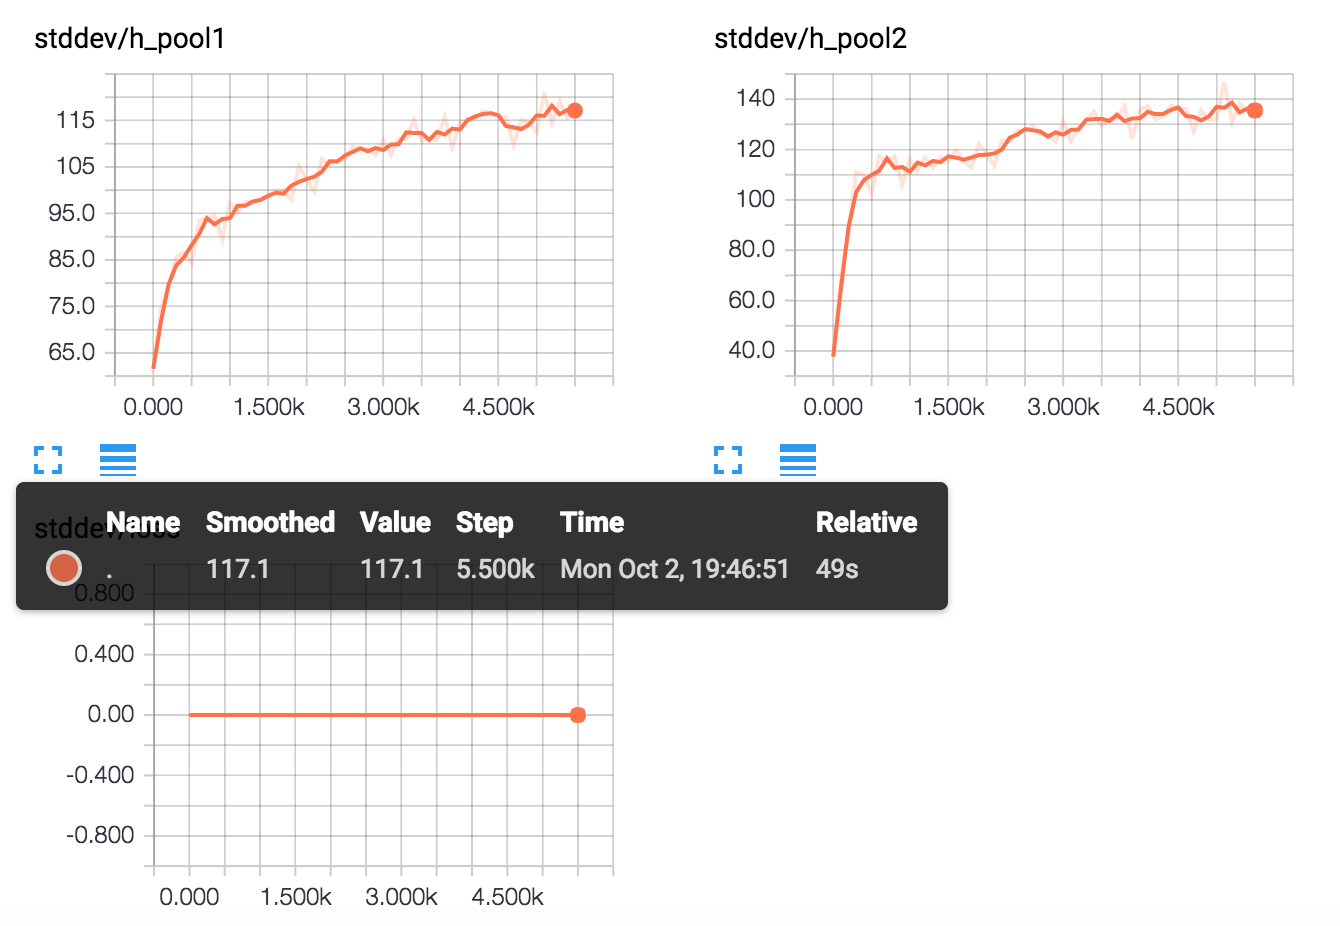 stddev/h_pool1
stddev/h_pool2
115
105
95.0
85.0
75.0
65.0
0.000 1.500k 3.000k 4.500k
140
120
100
80.0
60.0
40.0
0.000 1.500k 3.000k 4.500k
stddev/loss
Name Smoothed Value Step Time Relative
. 117.1 117.1 5.500k Mon Oct 2, 19:46:51 49s
0.800
0.400
0.00
-0.400
-0.800
0.000 1.500k 3.000k 4.500k